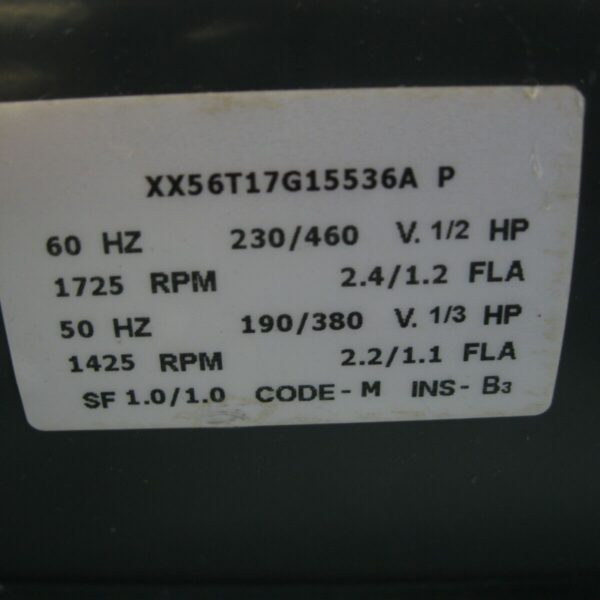 XX56T17G15536A P
60 HZ 230/460 V. 1/2 HP
1725 RPM 2.4/1.2 FLA
50 HZ 190/380 V. 1/3 HP
1425 RPM 2.2/1.1 FLA
SF 1.0/1.0 CODE - M INS - B3